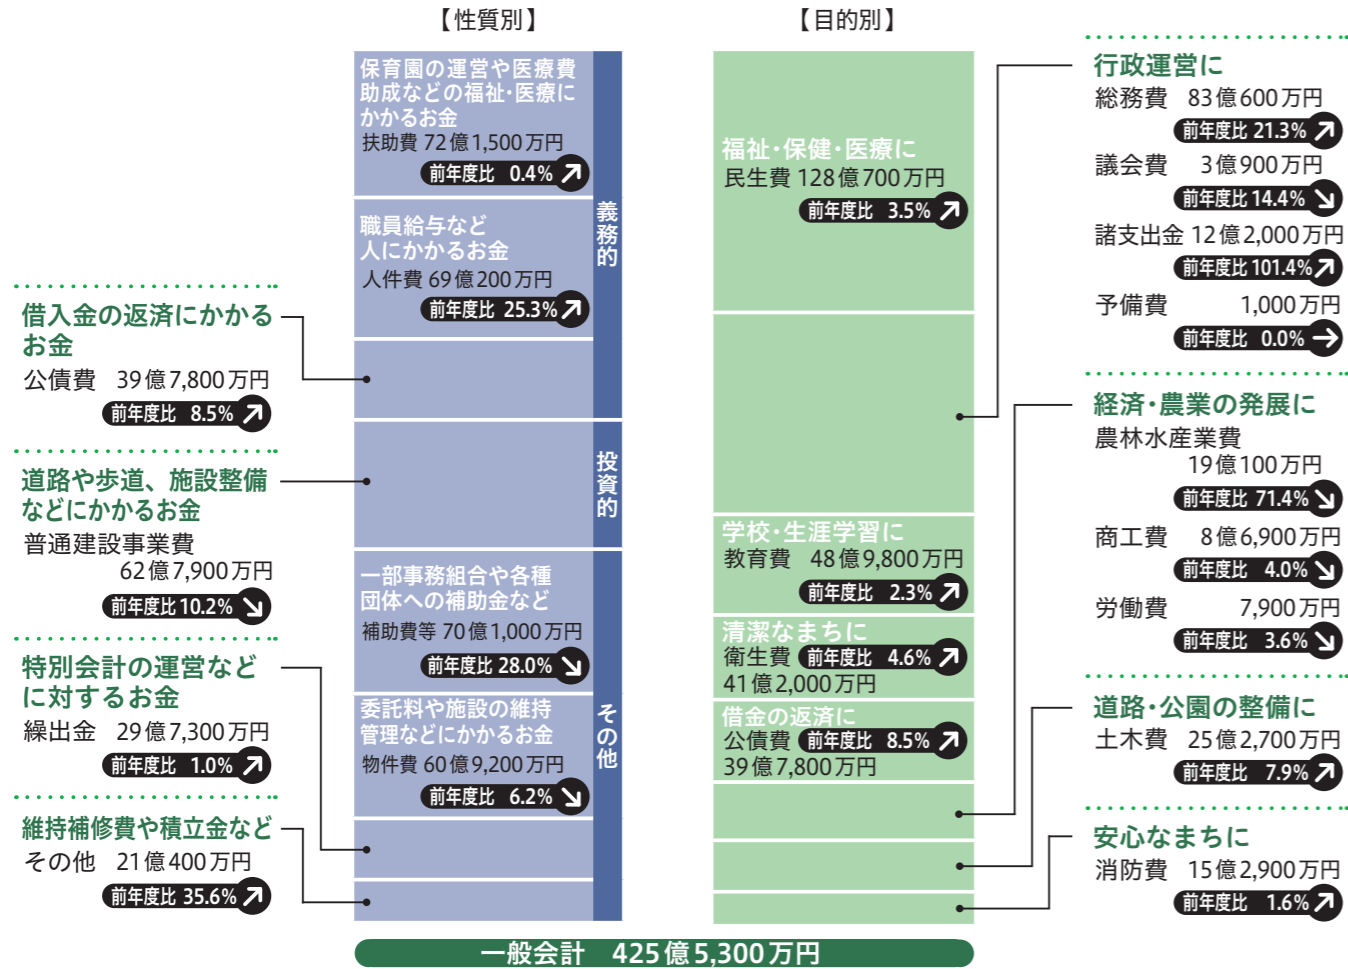 【性質別】
保育園の運営や医療費
助成などの福祉・医療に
かかるお金
扶助費 72億1,500万円
前年度比 0.4% ↗
職員給与など
人にかかるお金
人件費 69億200万円
前年度比 25.3% ↗
義務的
借入金の返済にかかる
お金
公債費 39億7,800万円
前年度比 8.5% ↗
道路や歩道、施設整備
などにかかるお金
普通建設事業費
62億7,900万円
前年度比 10.2% ↘
投資的
一部事務組合や各種
団体への補助金など
補助費等 70億1,000万円
前年度比 28.0% ↘
委託料や施設の維持
管理などにかかるお金
物件費 60億9,200万円
前年度比 6.2% ↘
その他
特別会計の運営など
に対するお金
繰出金 29億7,300万円
前年度比 1.0% ↗
維持補修費や積立金など
その他 21億400万円
前年度比 35.6% ↗
【目的別】
福祉・保健・医療に
民生費 128億700万円
前年度比 3.5% ↗
学校・生涯学習に
教育費 48億9,800万円
前年度比 2.3% ↗
清潔なまちに
衛生費 前年度比 4.6% ↗
41億2,000万円
借金の返済に
公債費 前年度比 8.5% ↗
39億7,800万円
行政運営に
総務費 83億600万円
前年度比 21.3% ↗
議会費 3億900万円
前年度比 14.4% ↘
諸支出金 12億2,000万円
前年度比 101.4% ↗
予備費 1,000万円
前年度比 0.0% →
経済・農業の発展に
農林水産業費
19億100万円
前年度比 71.4% ↘
商工費 8億6,900万円
前年度比 4.0% ↘
労働費 7,900万円
前年度比 3.6% ↘
道路・公園の整備に
土木費 25億2,700万円
前年度比 7.9% ↗
安心なまちに
消防費 15億2,900万円
前年度比 1.6% ↗
一般会計 425億5,300万円